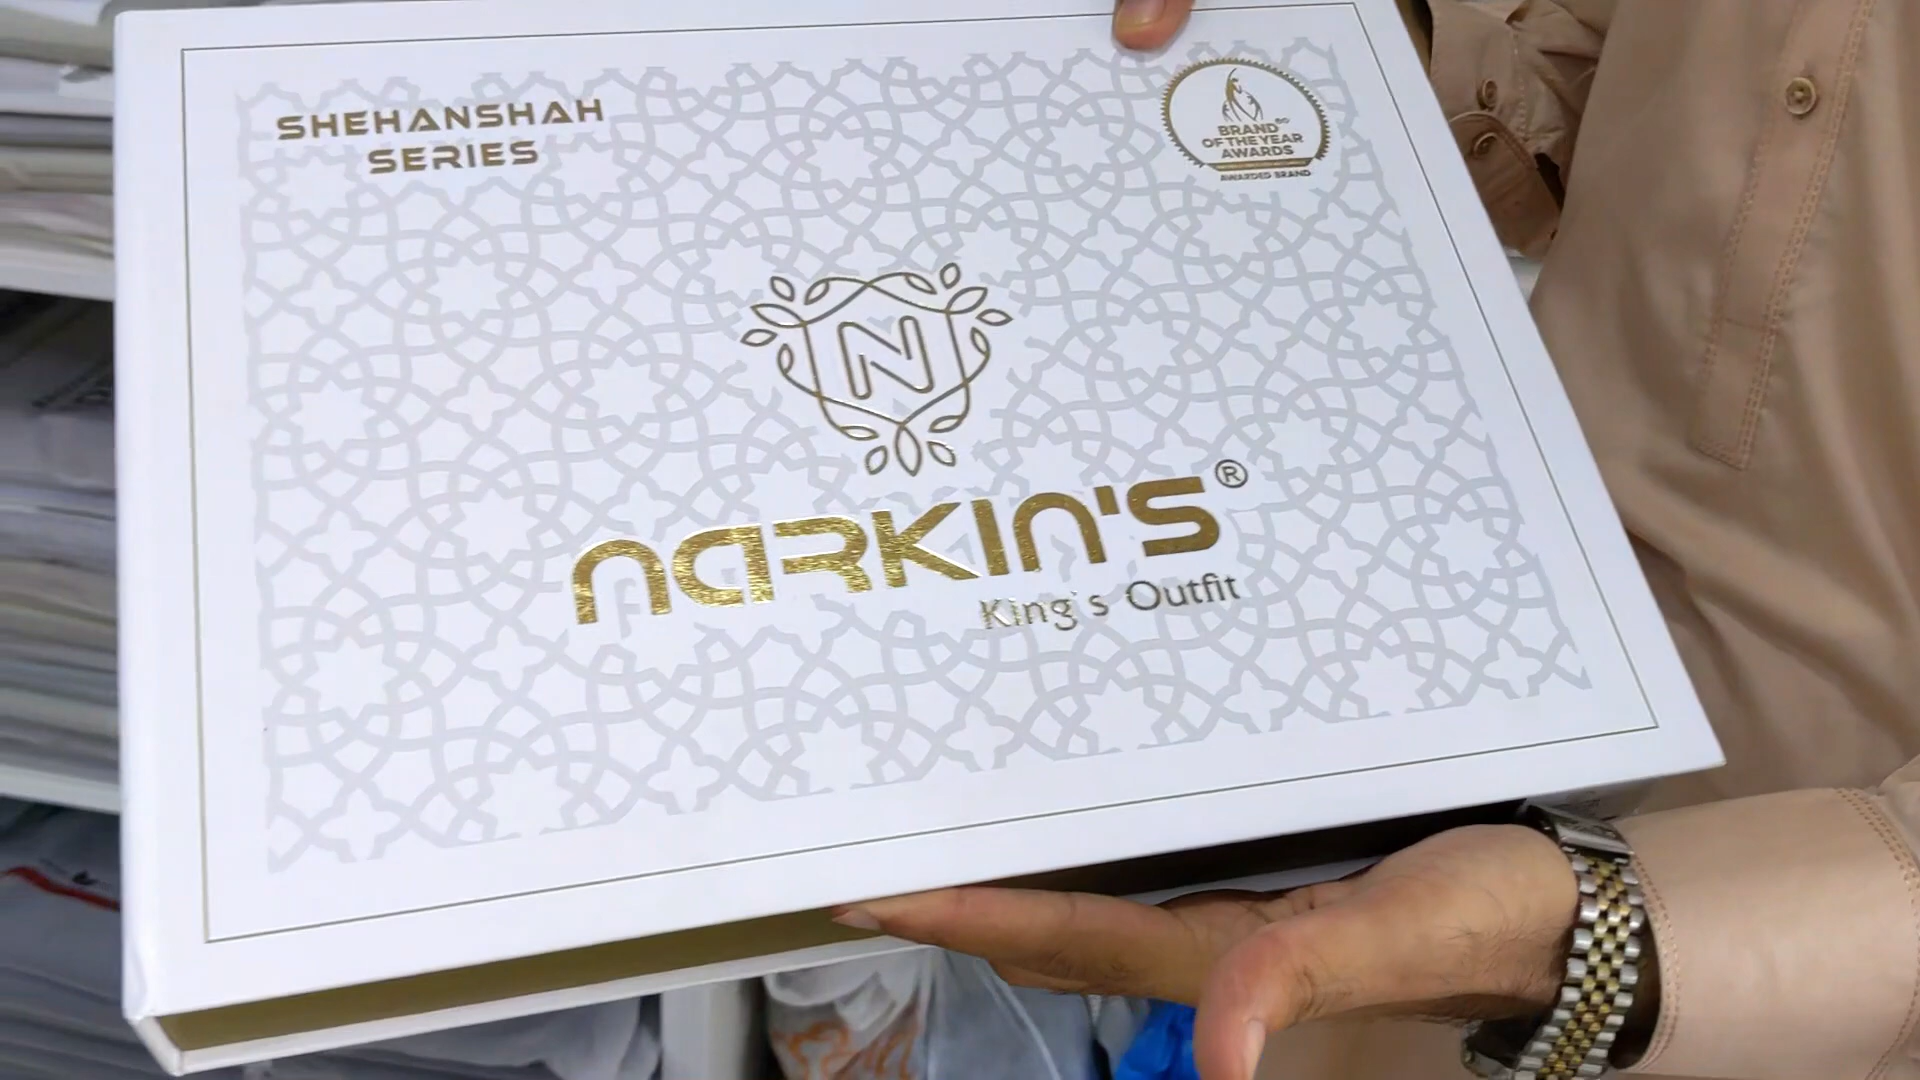 SHEHANSHAH
SERIES
BRAND
OF THE YEAR
AWARDS
AWARDED BRAND
N
NARKIN'S®
King's Outfit